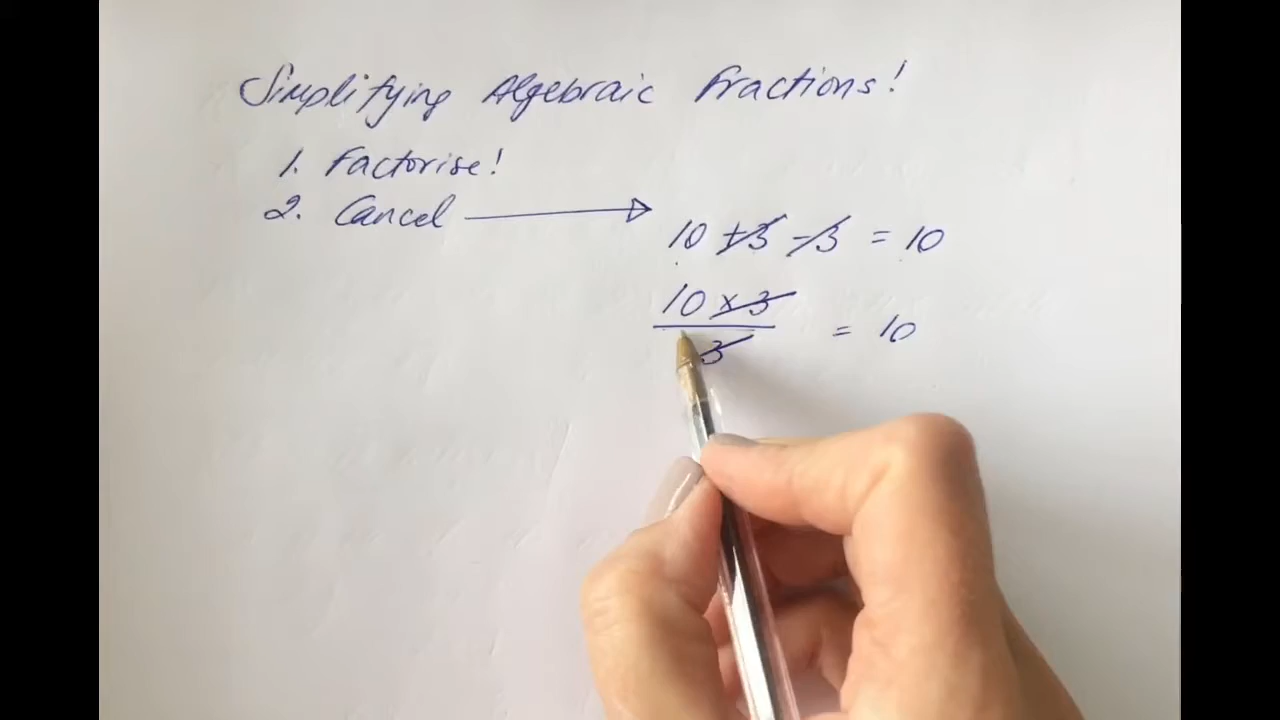 Simplifying Algebraic Fractions!
1. Factorise!
2. Cancel
10 +3 -3 = 10
10 x 3
3
= 10